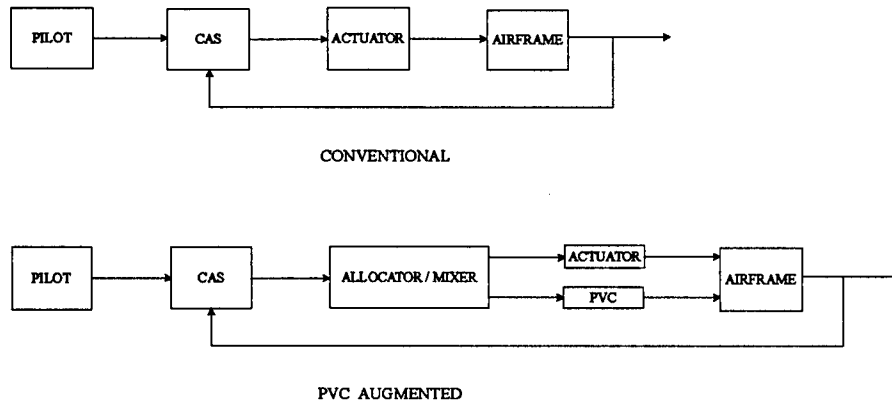 PILOT
CAS
ACTUATOR
AIRFRAME
CONVENTIONAL
PILOT
CAS
ALLOCATOR / MIXER
ACTUATOR
PVC
AIRFRAME
PVC AUGMENTED